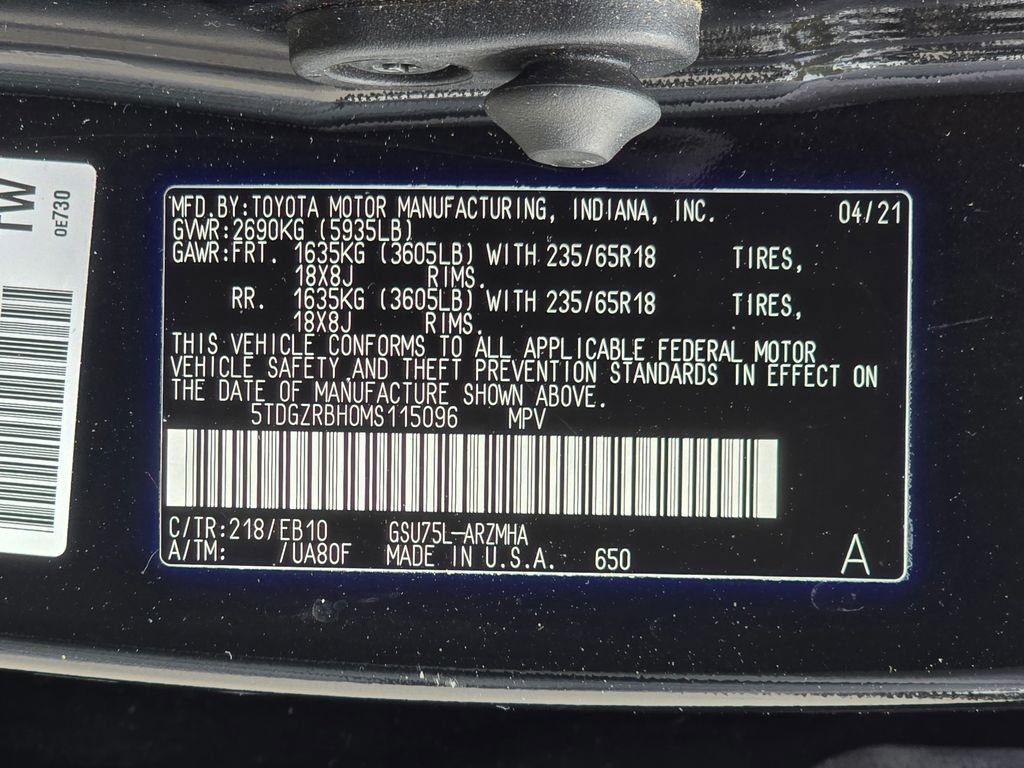 TW
0E730
MFD.BY:TOYOTA MOTOR MANUFACTURING, INDIANA, INC. 04/21
GVWR:2690KG (5935LB)
GAWR:FRT. 1635KG (3605LB) WITH 235/65R18 TIRES,
18X8J RIMS.
RR. 1635KG (3605LB) WITH 235/65R18 TIRES,
18X8J RIMS.
THIS VEHICLE CONFORMS TO ALL APPLICABLE FEDERAL MOTOR
VEHICLE SAFETY AND THEFT PREVENTION STANDARDS IN EFFECT ON
THE DATE OF MANUFACTURE SHOWN ABOVE.
5TDGZRBH0MS115096 MPV
C/TR:218/EB10 GSU75L-ARZMHA
A/TM: /UA80F MADE IN U.S.A. 650 A